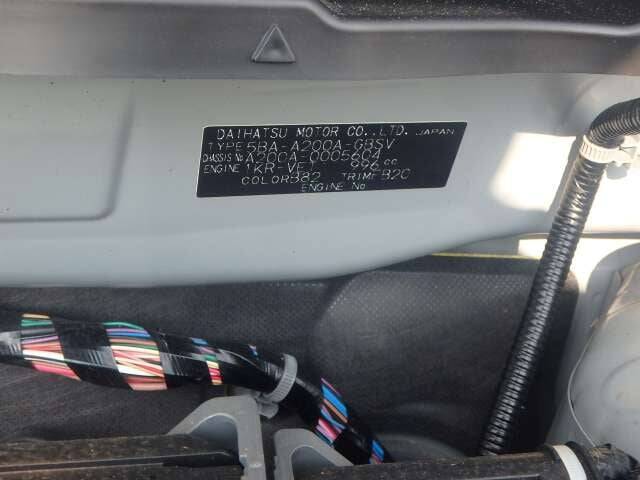 DAIHATSU MOTOR CO.,LTD. JAPAN
TYPE 5BA-A200A-GBSV
CHASSIS No A200A-0005604
ENGINE 1KR-VET 996 cc
COLOR B82 TRIM FB20
ENGINE No